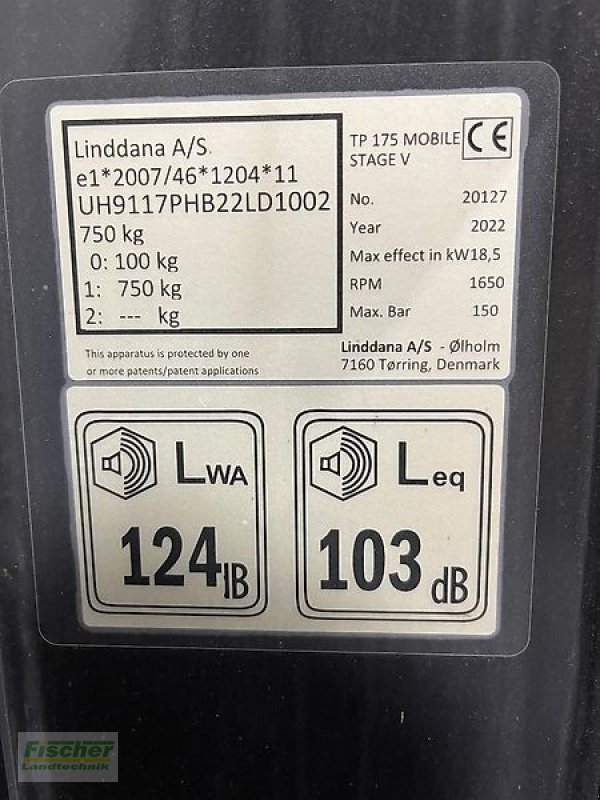 Linddana A/S.
e1*2007/46*1204*11
UH9117PHB22LD1002
750 kg
0: 100 kg
1: 750 kg
2: --- kg
This apparatus is protected by one
or more patents/patent applications
TP 175 MOBILE CE
STAGE V
No. 20127
Year 2022
Max effect in kW18,5
RPM 1650
Max. Bar 150
Linddana A/S - Ølholm
7160 Tørring, Denmark
LWA
124
Leq
103 dB
Fischer
Landtechnik